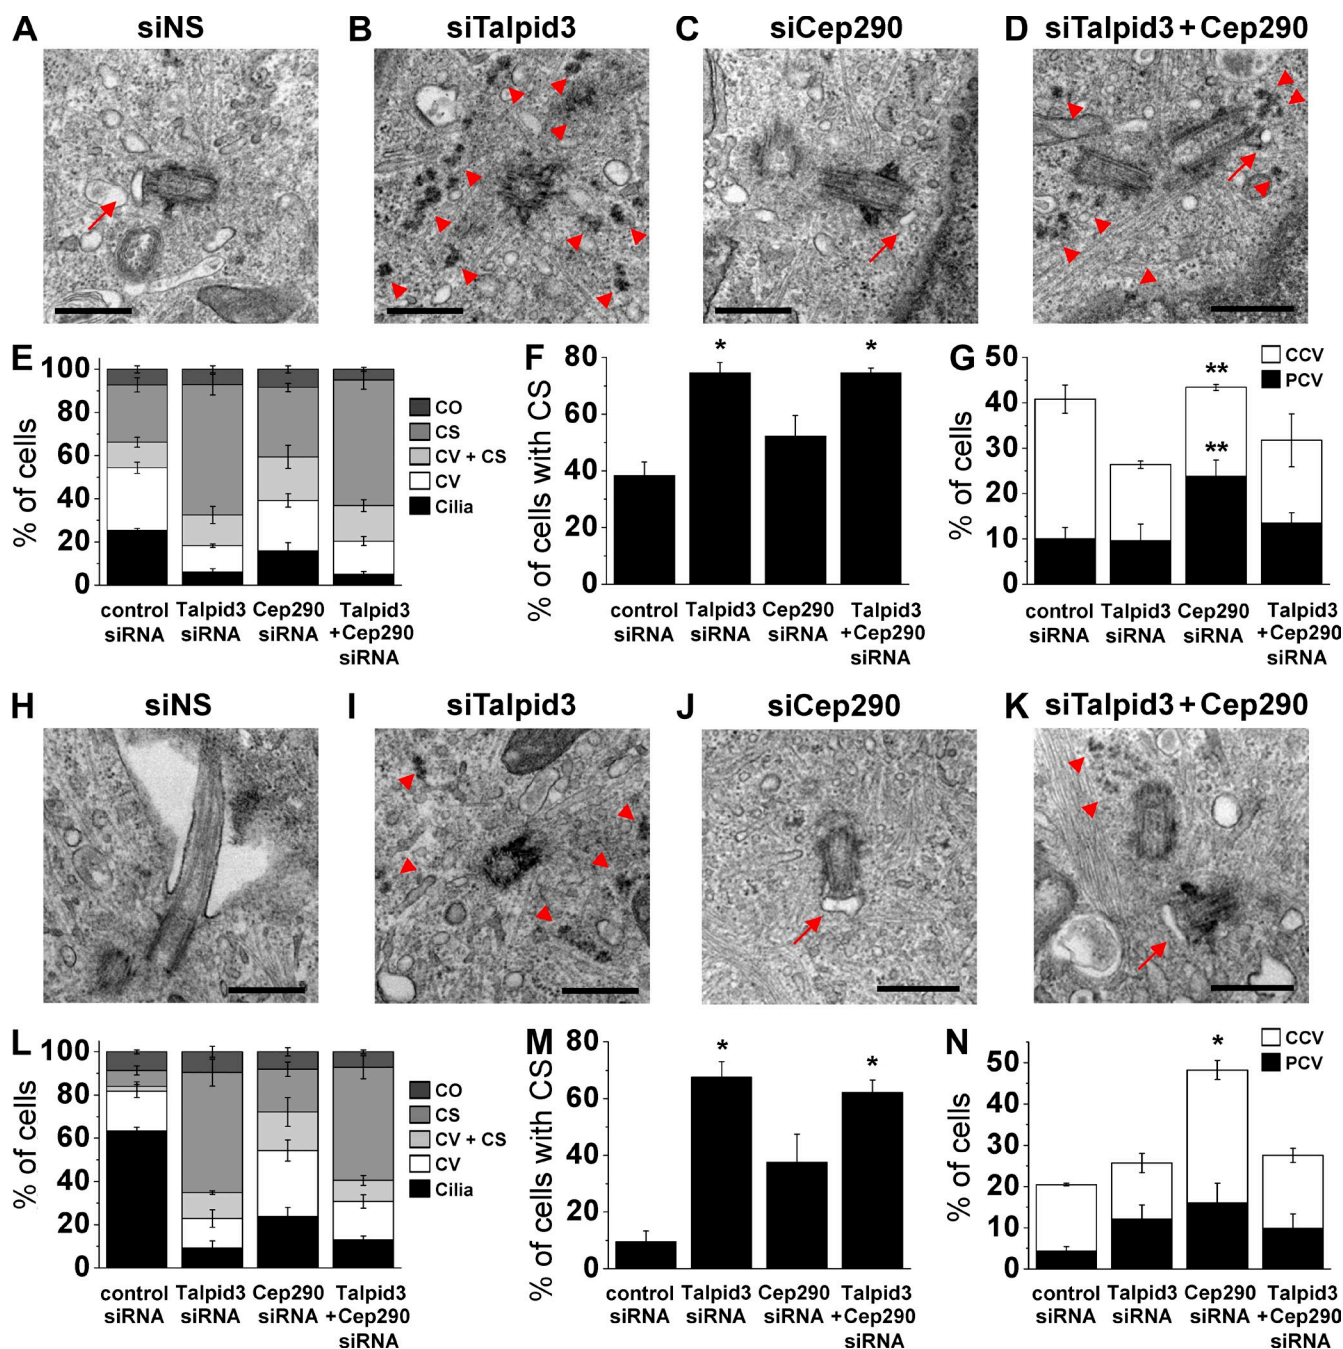 A siNS
B siTalpid3
C siCep290
D siTalpid3 + Cep290
E
% of cells
100
80
60
40
20
0
control siRNA
Talpid3 siRNA
Cep290 siRNA
Talpid3 +Cep290 siRNA
CO
CS
CV + CS
CV
Cilia
F
% of cells with CS
80
60
40
20
0
*
*
control siRNA
Talpid3 siRNA
Cep290 siRNA
Talpid3 +Cep290 siRNA
G
% of cells
50
40
30
20
10
0
**
**
CCV
PCV
control siRNA
Talpid3 siRNA
Cep290 siRNA
Talpid3 +Cep290 siRNA
H siNS
I siTalpid3
J siCep290
K siTalpid3 + Cep290
L
% of cells
100
80
60
40
20
0
control siRNA
Talpid3 siRNA
Cep290 siRNA
Talpid3 +Cep290 siRNA
CO
CS
CV + CS
CV
Cilia
M
% of cells with CS
80
60
40
20
0
*
*
control siRNA
Talpid3 siRNA
Cep290 siRNA
Talpid3 +Cep290 siRNA
N
% of cells
50
40
30
20
10
0
*
CCV
PCV
control siRNA
Talpid3 siRNA
Cep290 siRNA
Talpid3 +Cep290 siRNA